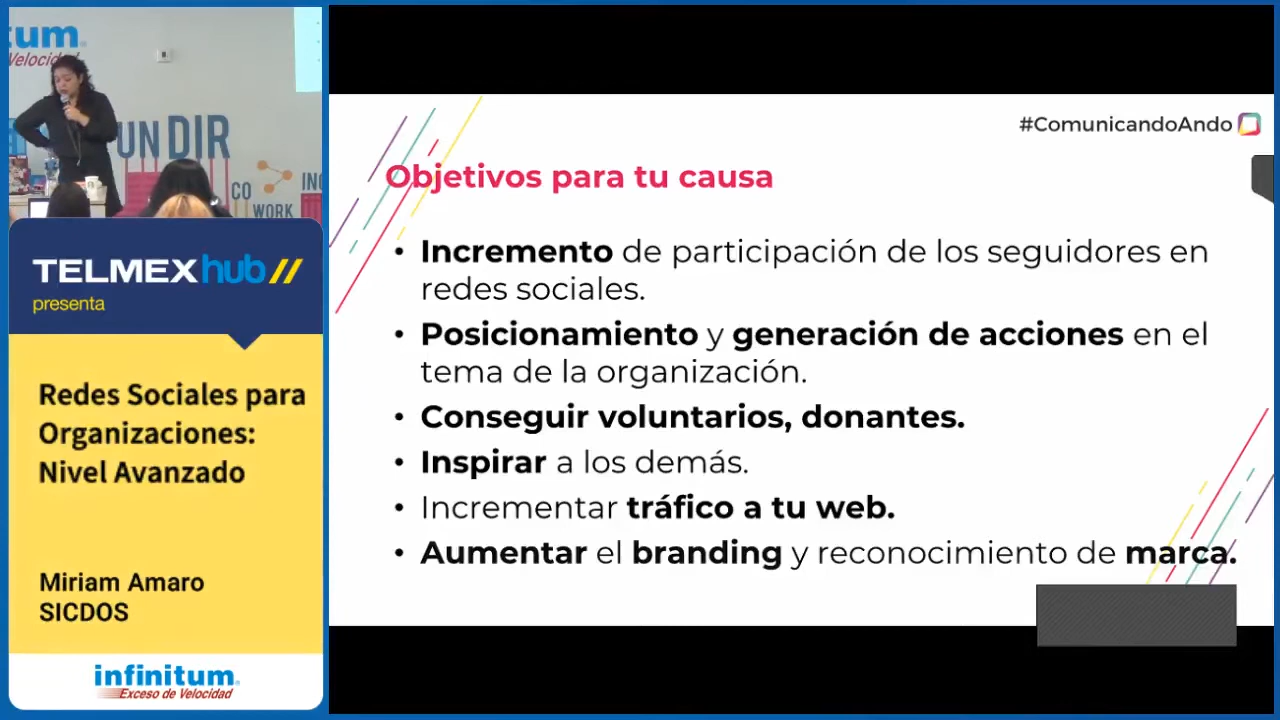 tum.
Velocid
UN DIR
CO
WORK
TELMEXhub//
presenta
Redes Sociales para
Organizaciones:
Nivel Avanzado
Miriam Amaro
SICDOS
infinitum.
Exceso de Velocidad
#ComunicandoAndo
Objetivos para tu causa
• Incremento de participación de los seguidores en
redes sociales.
• Posicionamiento y generación de acciones en el
tema de la organización.
• Conseguir voluntarios, donantes.
• Inspirar a los demás.
• Incrementar tráfico a tu web.
• Aumentar el branding y reconocimiento de marca.